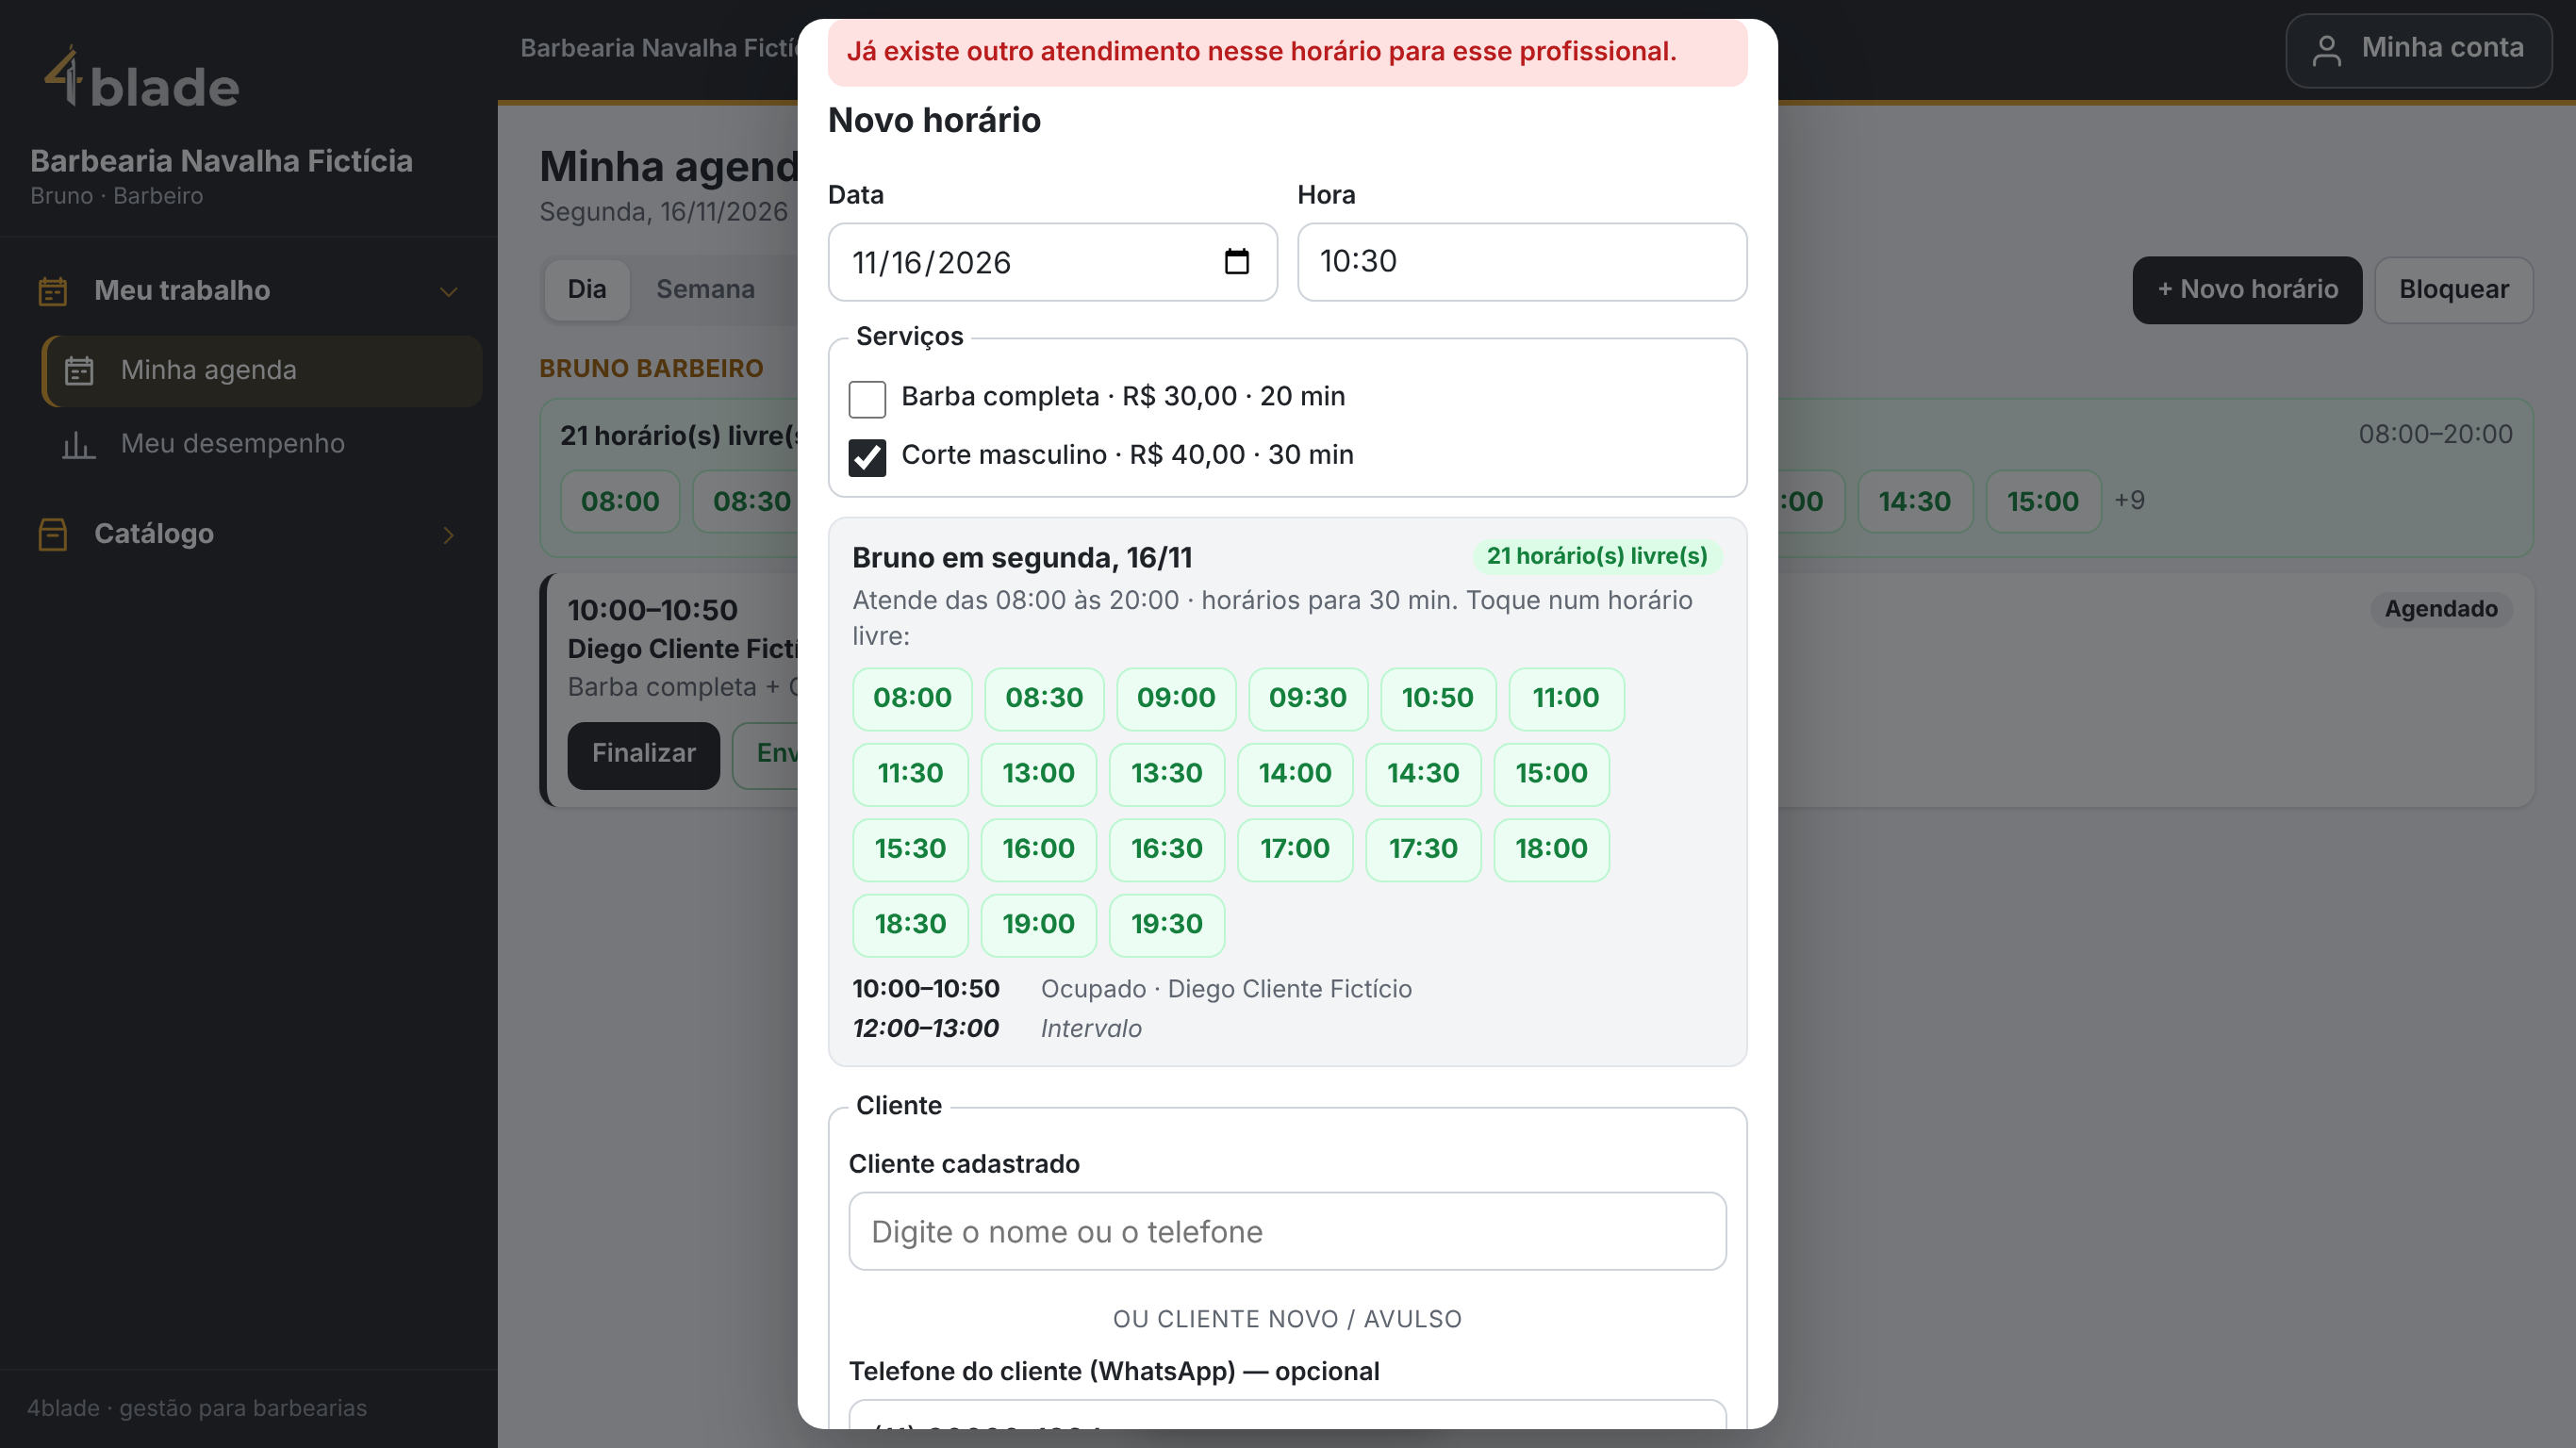 4blade
Barbearia Navalha Fictícia
Bruno · Barbeiro
Meu trabalho
Minha agenda
Meu desempenho
Catálogo
4blade · gestão para barbearias
Barbearia Navalha
Minha conta
Minha
Segunda, 16/11/2026
Dia
Semana
+ Novo horário
Bloquear
BRUNO BARBEIRO
21 horário(s)
08:00–20:00
08:00
08:30
14:30
15:00
+9
10:00–10:50
Diego Cliente
Barba completa +
Agendado
Finalizar
Já existe outro atendimento nesse horário para esse profissional.
Novo horário
Data
Hora
11/16/2026
10:30
Serviços
Barba completa · R$ 30,00 · 20 min
Corte masculino · R$ 40,00 · 30 min
Bruno em segunda, 16/11
21 horário(s) livre(s)
Atende das 08:00 às 20:00 · horários para 30 min. Toque num horário
livre:
08:00 08:30 09:00 09:30 10:50 11:00
11:30 13:00 13:30 14:00 14:30 15:00
15:30 16:00 16:30 17:00 17:30 18:00
18:30 19:00 19:30
10:00–10:50 Ocupado · Diego Cliente Fictício
12:00–13:00 Intervalo
Cliente
Cliente cadastrado
Digite o nome ou o telefone
OU CLIENTE NOVO / AVULSO
Telefone do cliente (WhatsApp) — opcional